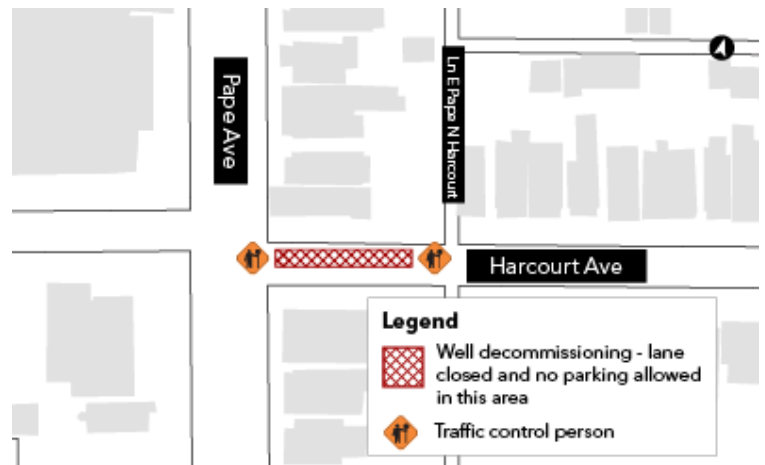 Pape Ave
Ln E Pape N Harcourt
Harcourt Ave
Legend
Well decommissioning - lane
closed and no parking allowed
in this area
Traffic control person